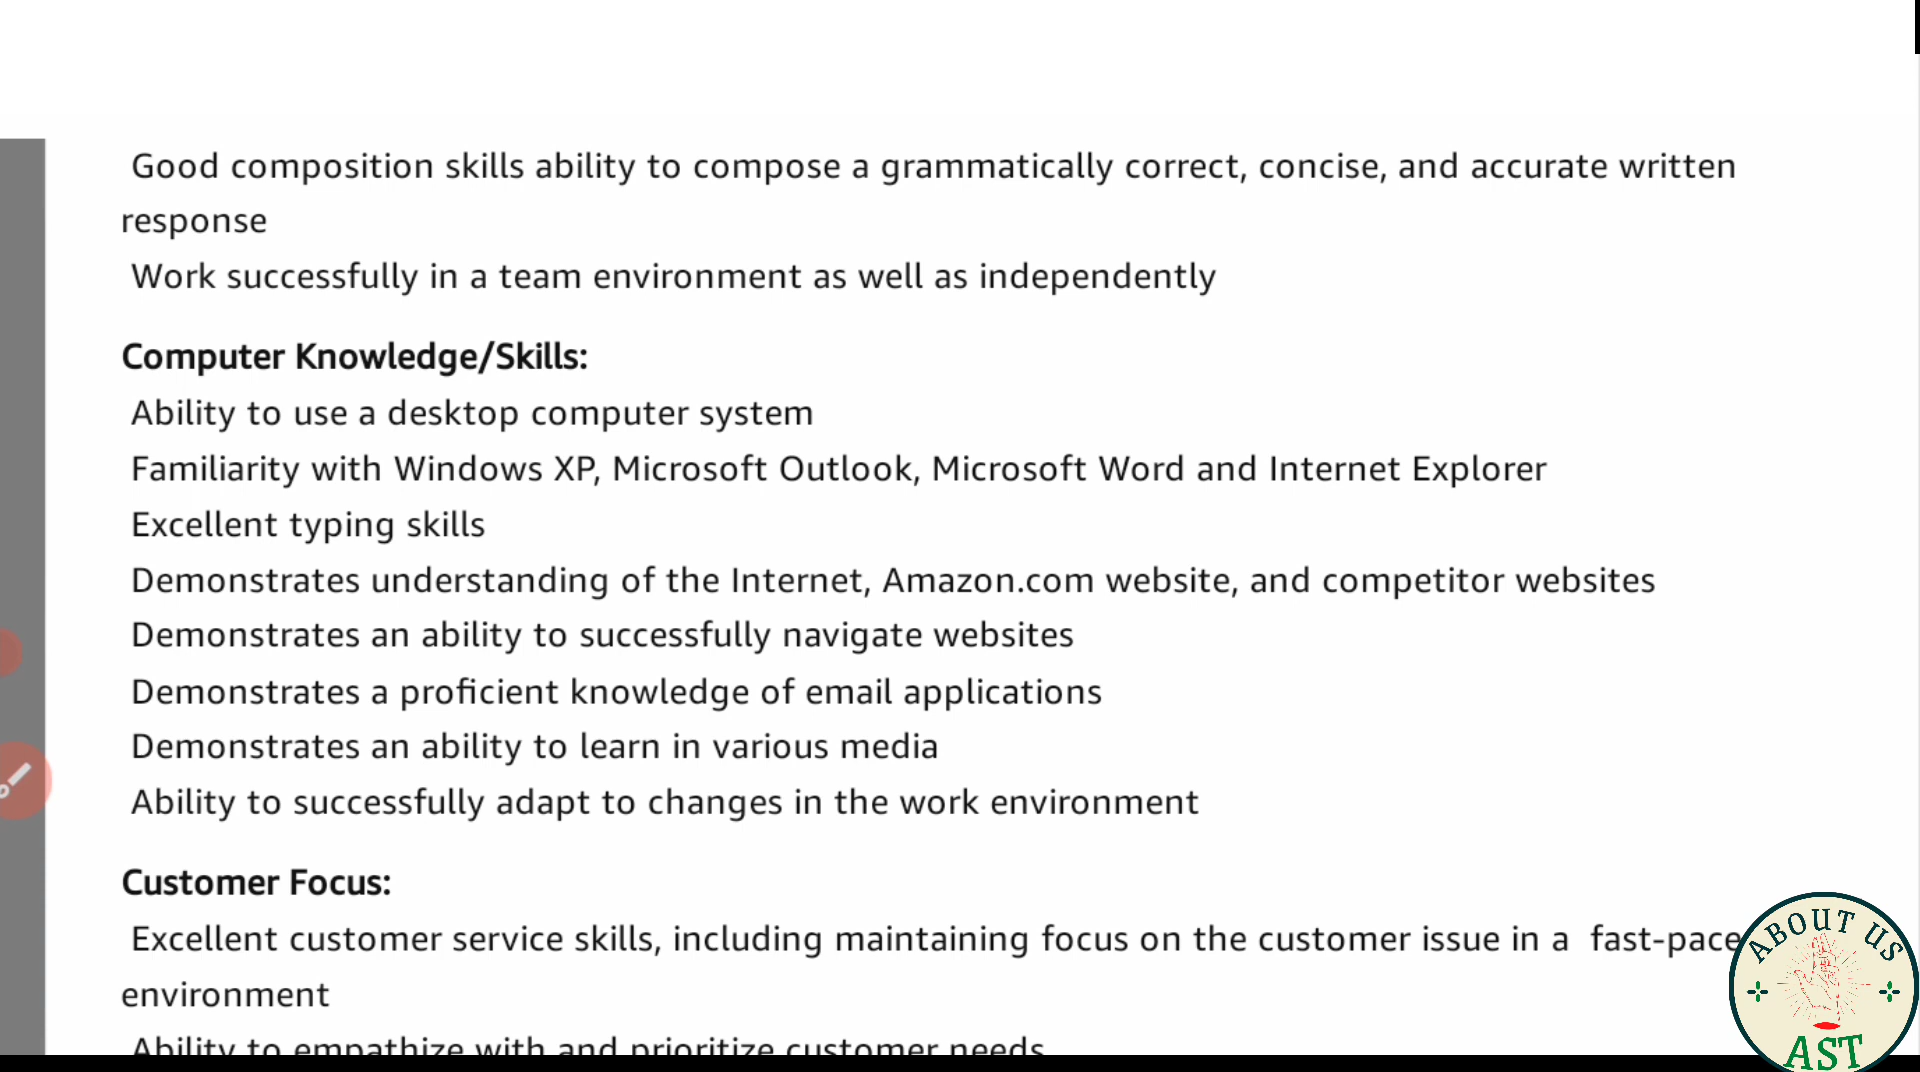 Good composition skills ability to compose a grammatically correct, concise, and accurate written
response
Work successfully in a team environment as well as independently
Computer Knowledge/Skills:
Ability to use a desktop computer system
Familiarity with Windows XP, Microsoft Outlook, Microsoft Word and Internet Explorer
Excellent typing skills
Demonstrates understanding of the Internet, Amazon.com website, and competitor websites
Demonstrates an ability to successfully navigate websites
Demonstrates a proficient knowledge of email applications
Demonstrates an ability to learn in various media
Ability to successfully adapt to changes in the work environment
Customer Focus:
Excellent customer service skills, including maintaining focus on the customer issue in a fast-pace
environment
Ability to empathize with and prioritize customer needs
ABOUT US
AST